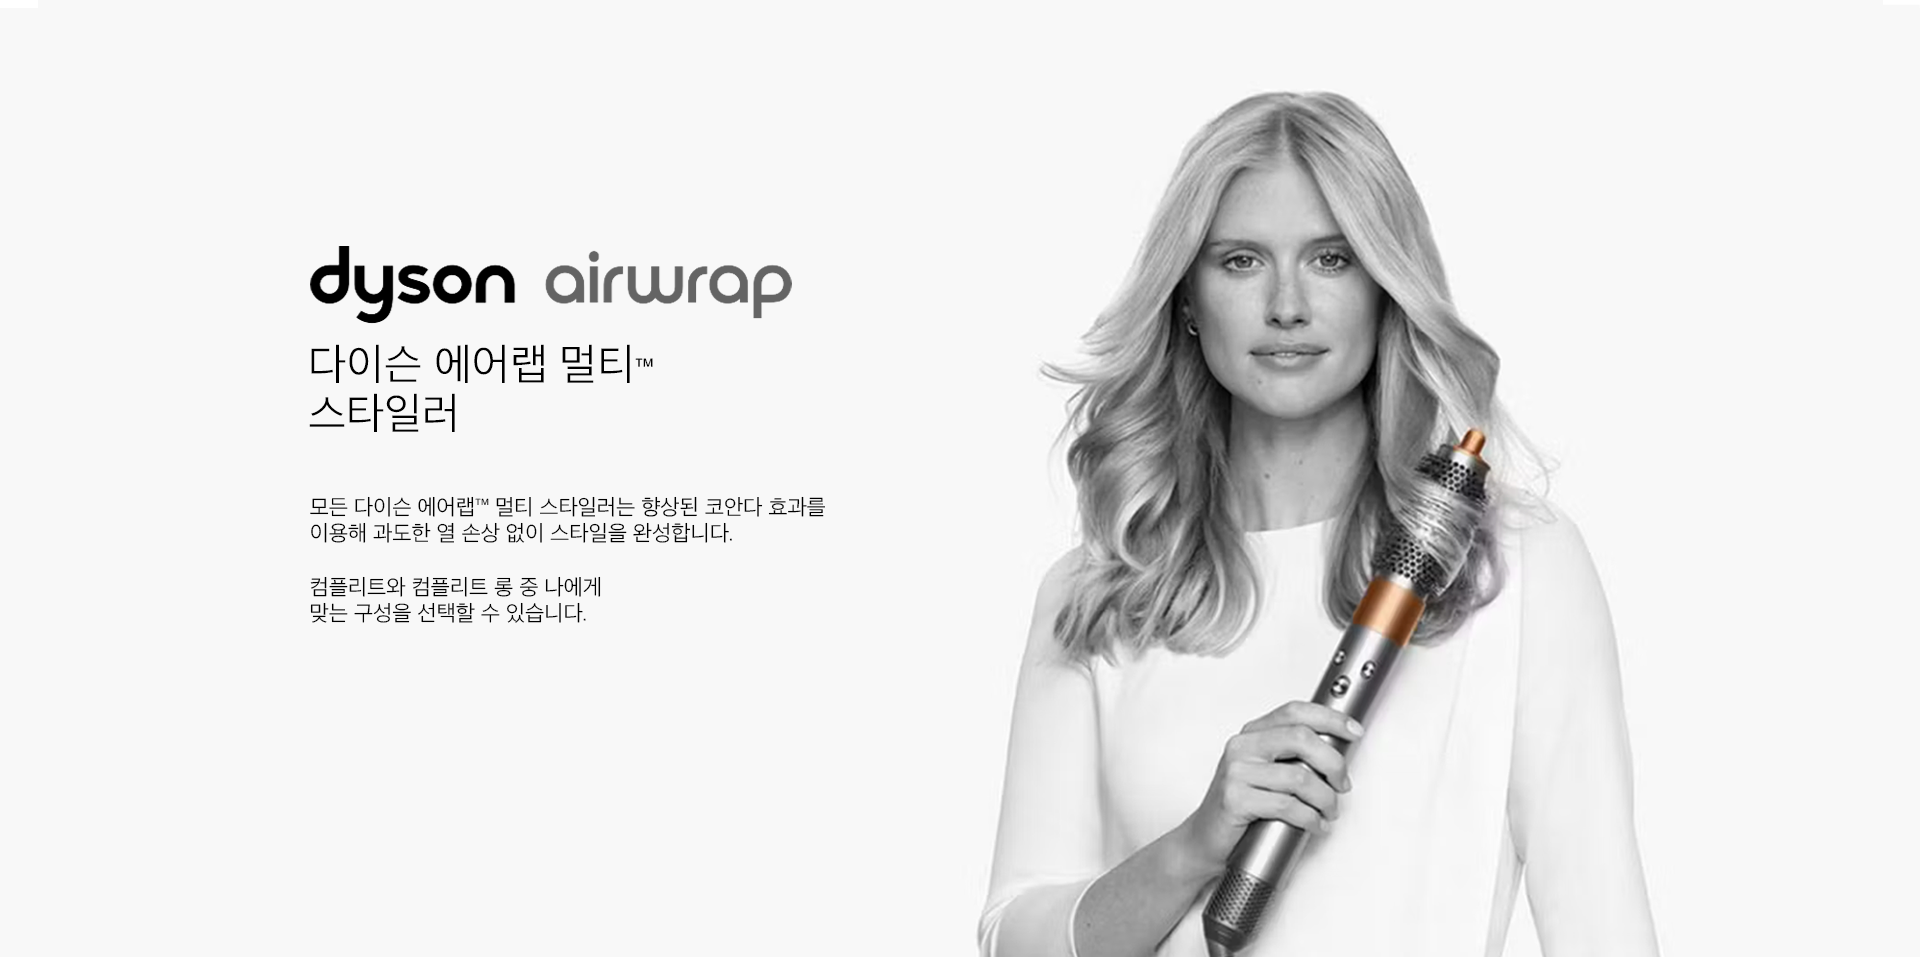 dyson airwrap
다이슨 에어랩 멀티™
스타일러
모든 다이슨 에어랩™ 멀티 스타일러는 향상된 코안다 효과를
이용해 과도한 열 손상 없이 스타일을 완성합니다.
컴플리트와 컴플리트 롱 중 나에게
맞는 구성을 선택할 수 있습니다.